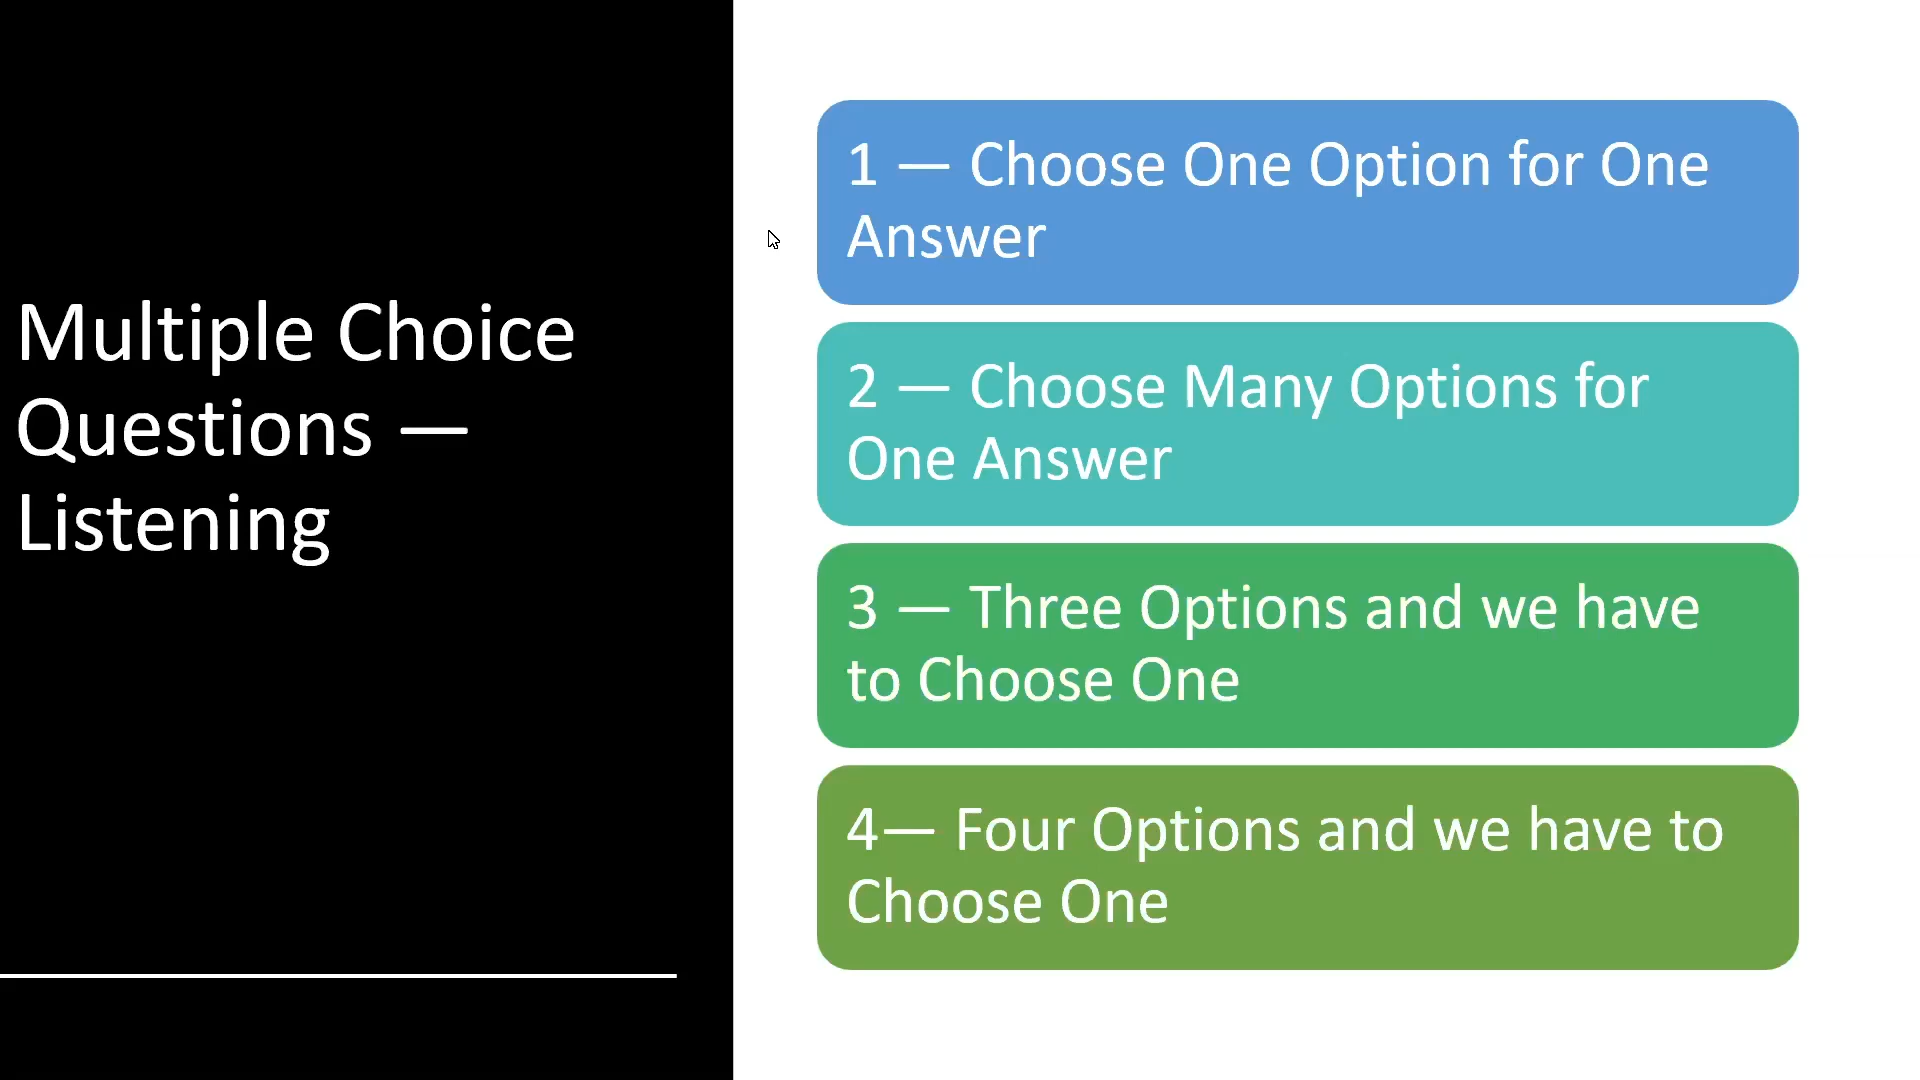 Multiple Choice
Questions —
Listening
1 — Choose One Option for One
Answer
2 — Choose Many Options for
One Answer
3 — Three Options and we have
to Choose One
4— Four Options and we have to
Choose One